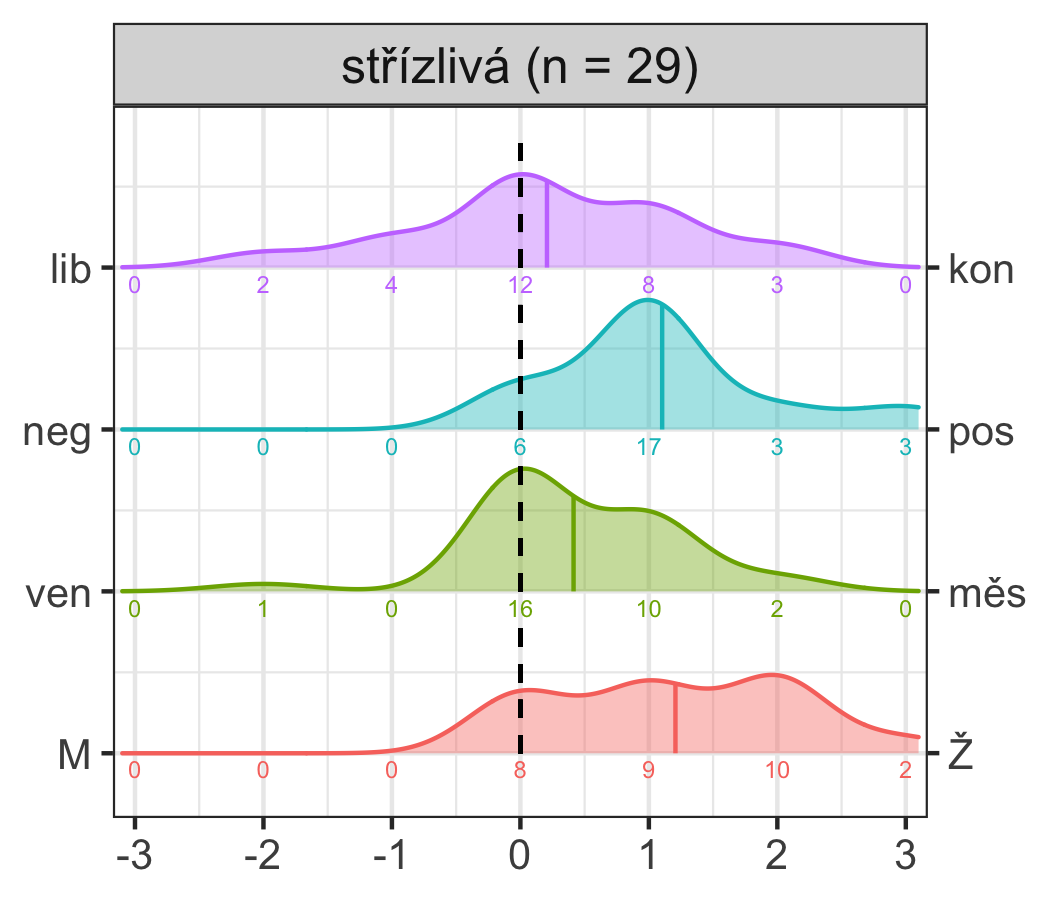 střízlivá (n = 29)
lib kon
0 2 4 12 8 3 0
neg pos
0 0 0 6 17 3 3
ven měs
0 1 0 16 10 2 0
M Ž
0 0 0 8 9 10 2
-3 -2 -1 0 1 2 3